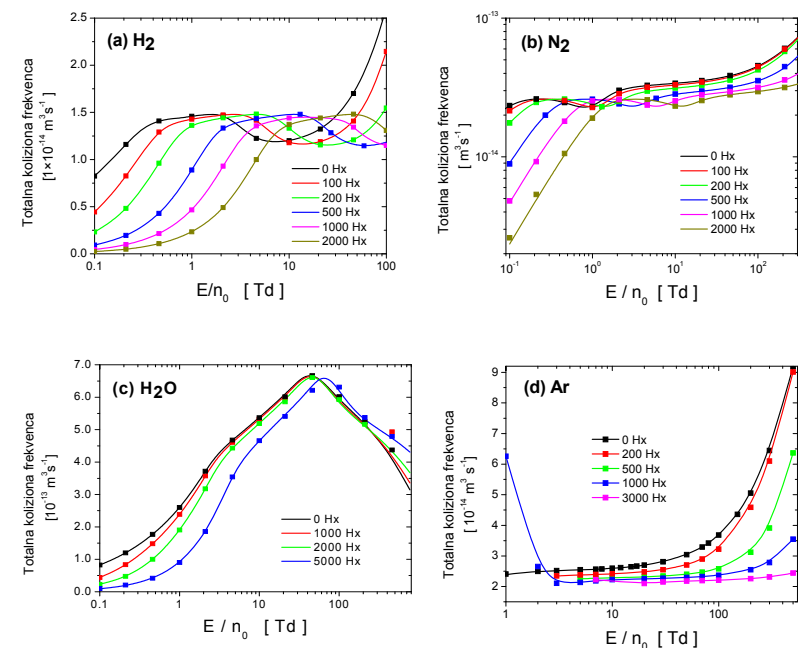 (a) H2
Totalna koliziona frekvenca
[1×10-14 m3s-1]
2.5
2.0
1.5
1.0
0.5
0.0
0 Hx
100 Hx
200 Hx
500 Hx
1000 Hx
2000 Hx
0.1
1
10
100
E/n0 [ Td ]
(b) N2
Totalna koliziona frekvenca
[ m3s-1]
10-13
10-14
0 Hx
100 Hx
200 Hx
500 Hx
1000 Hx
2000 Hx
10-1
100
101
102
E / n0 [ Td ]
(c) H2O
Totalna koliziona frekvenca
[10-13 m3s-1]
7.0
6.0
5.0
4.0
3.0
2.0
1.0
0.0
0 Hx
1000 Hx
2000 Hx
5000 Hx
0.1
1
10
100
E / n0 [ Td ]
(d) Ar
Totalna koliziona frekvenca
[ 10-14 m3 s-1]
9
8
7
6
5
4
3
2
0 Hx
200 Hx
500 Hx
1000 Hx
3000 Hx
1
10
100
E / n0 [ Td ]